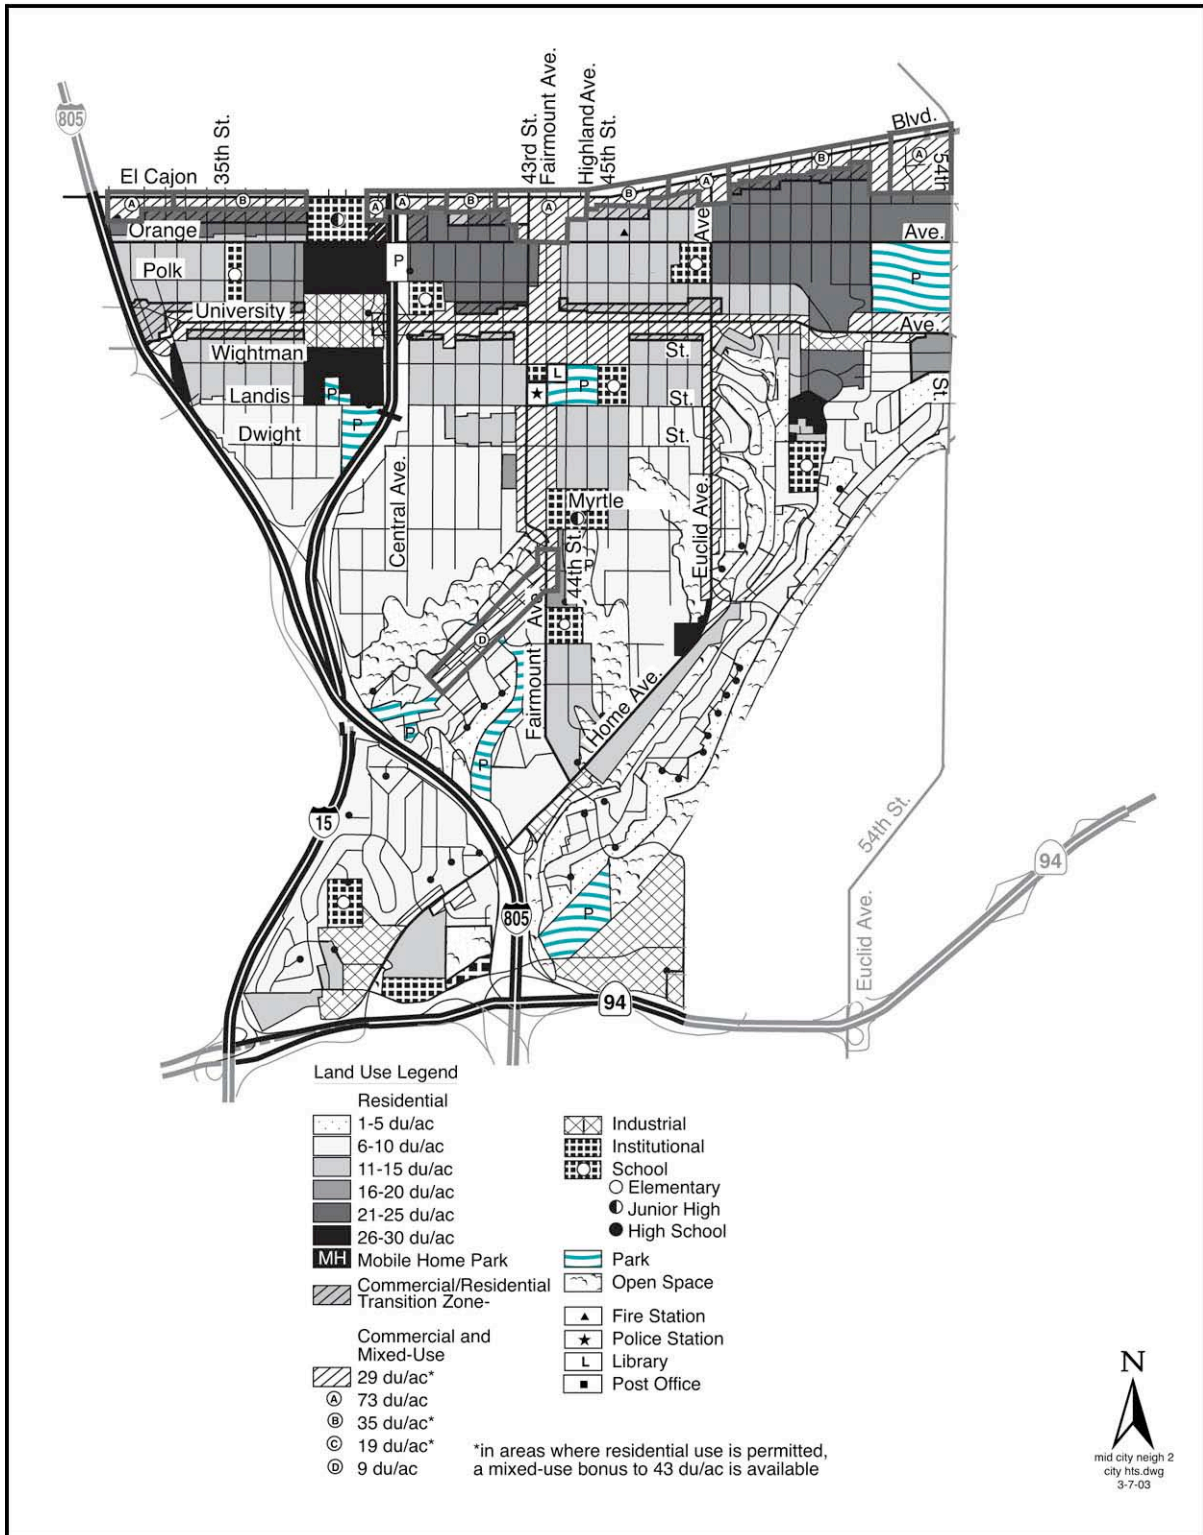 805
35th St.
43rd St.
Fairmount Ave.
Highland Ave.
45th St.
Blvd.
El Cajon
A
B
A
A
B
A
B
A
B
A
54th
Orange
Ave.
Ave.
Polk
P
P
University
Ave.
Wightman
St.
L
St.
Landis
P
P
St.
Dwight
P
St.
Central Ave.
Myrtle
Euclid Ave.
44th St.
P
D
Fairmount Ave.
Home Ave.
P
P
15
54th St.
94
805
P
Euclid Ave.
94
Land Use Legend
Residential
1-5 du/ac
6-10 du/ac
11-15 du/ac
16-20 du/ac
21-25 du/ac
26-30 du/ac
MH Mobile Home Park
Commercial/Residential
Transition Zone-
Commercial and
Mixed-Use
29 du/ac*
A 73 du/ac
B 35 du/ac*
C 19 du/ac*
D 9 du/ac
Industrial
Institutional
School
Elementary
Junior High
High School
Park
Open Space
Fire Station
Police Station
L Library
Post Office
*in areas where residential use is permitted,
a mixed-use bonus to 43 du/ac is available
N
mid city neigh 2
city hts.dwg
3-7-03